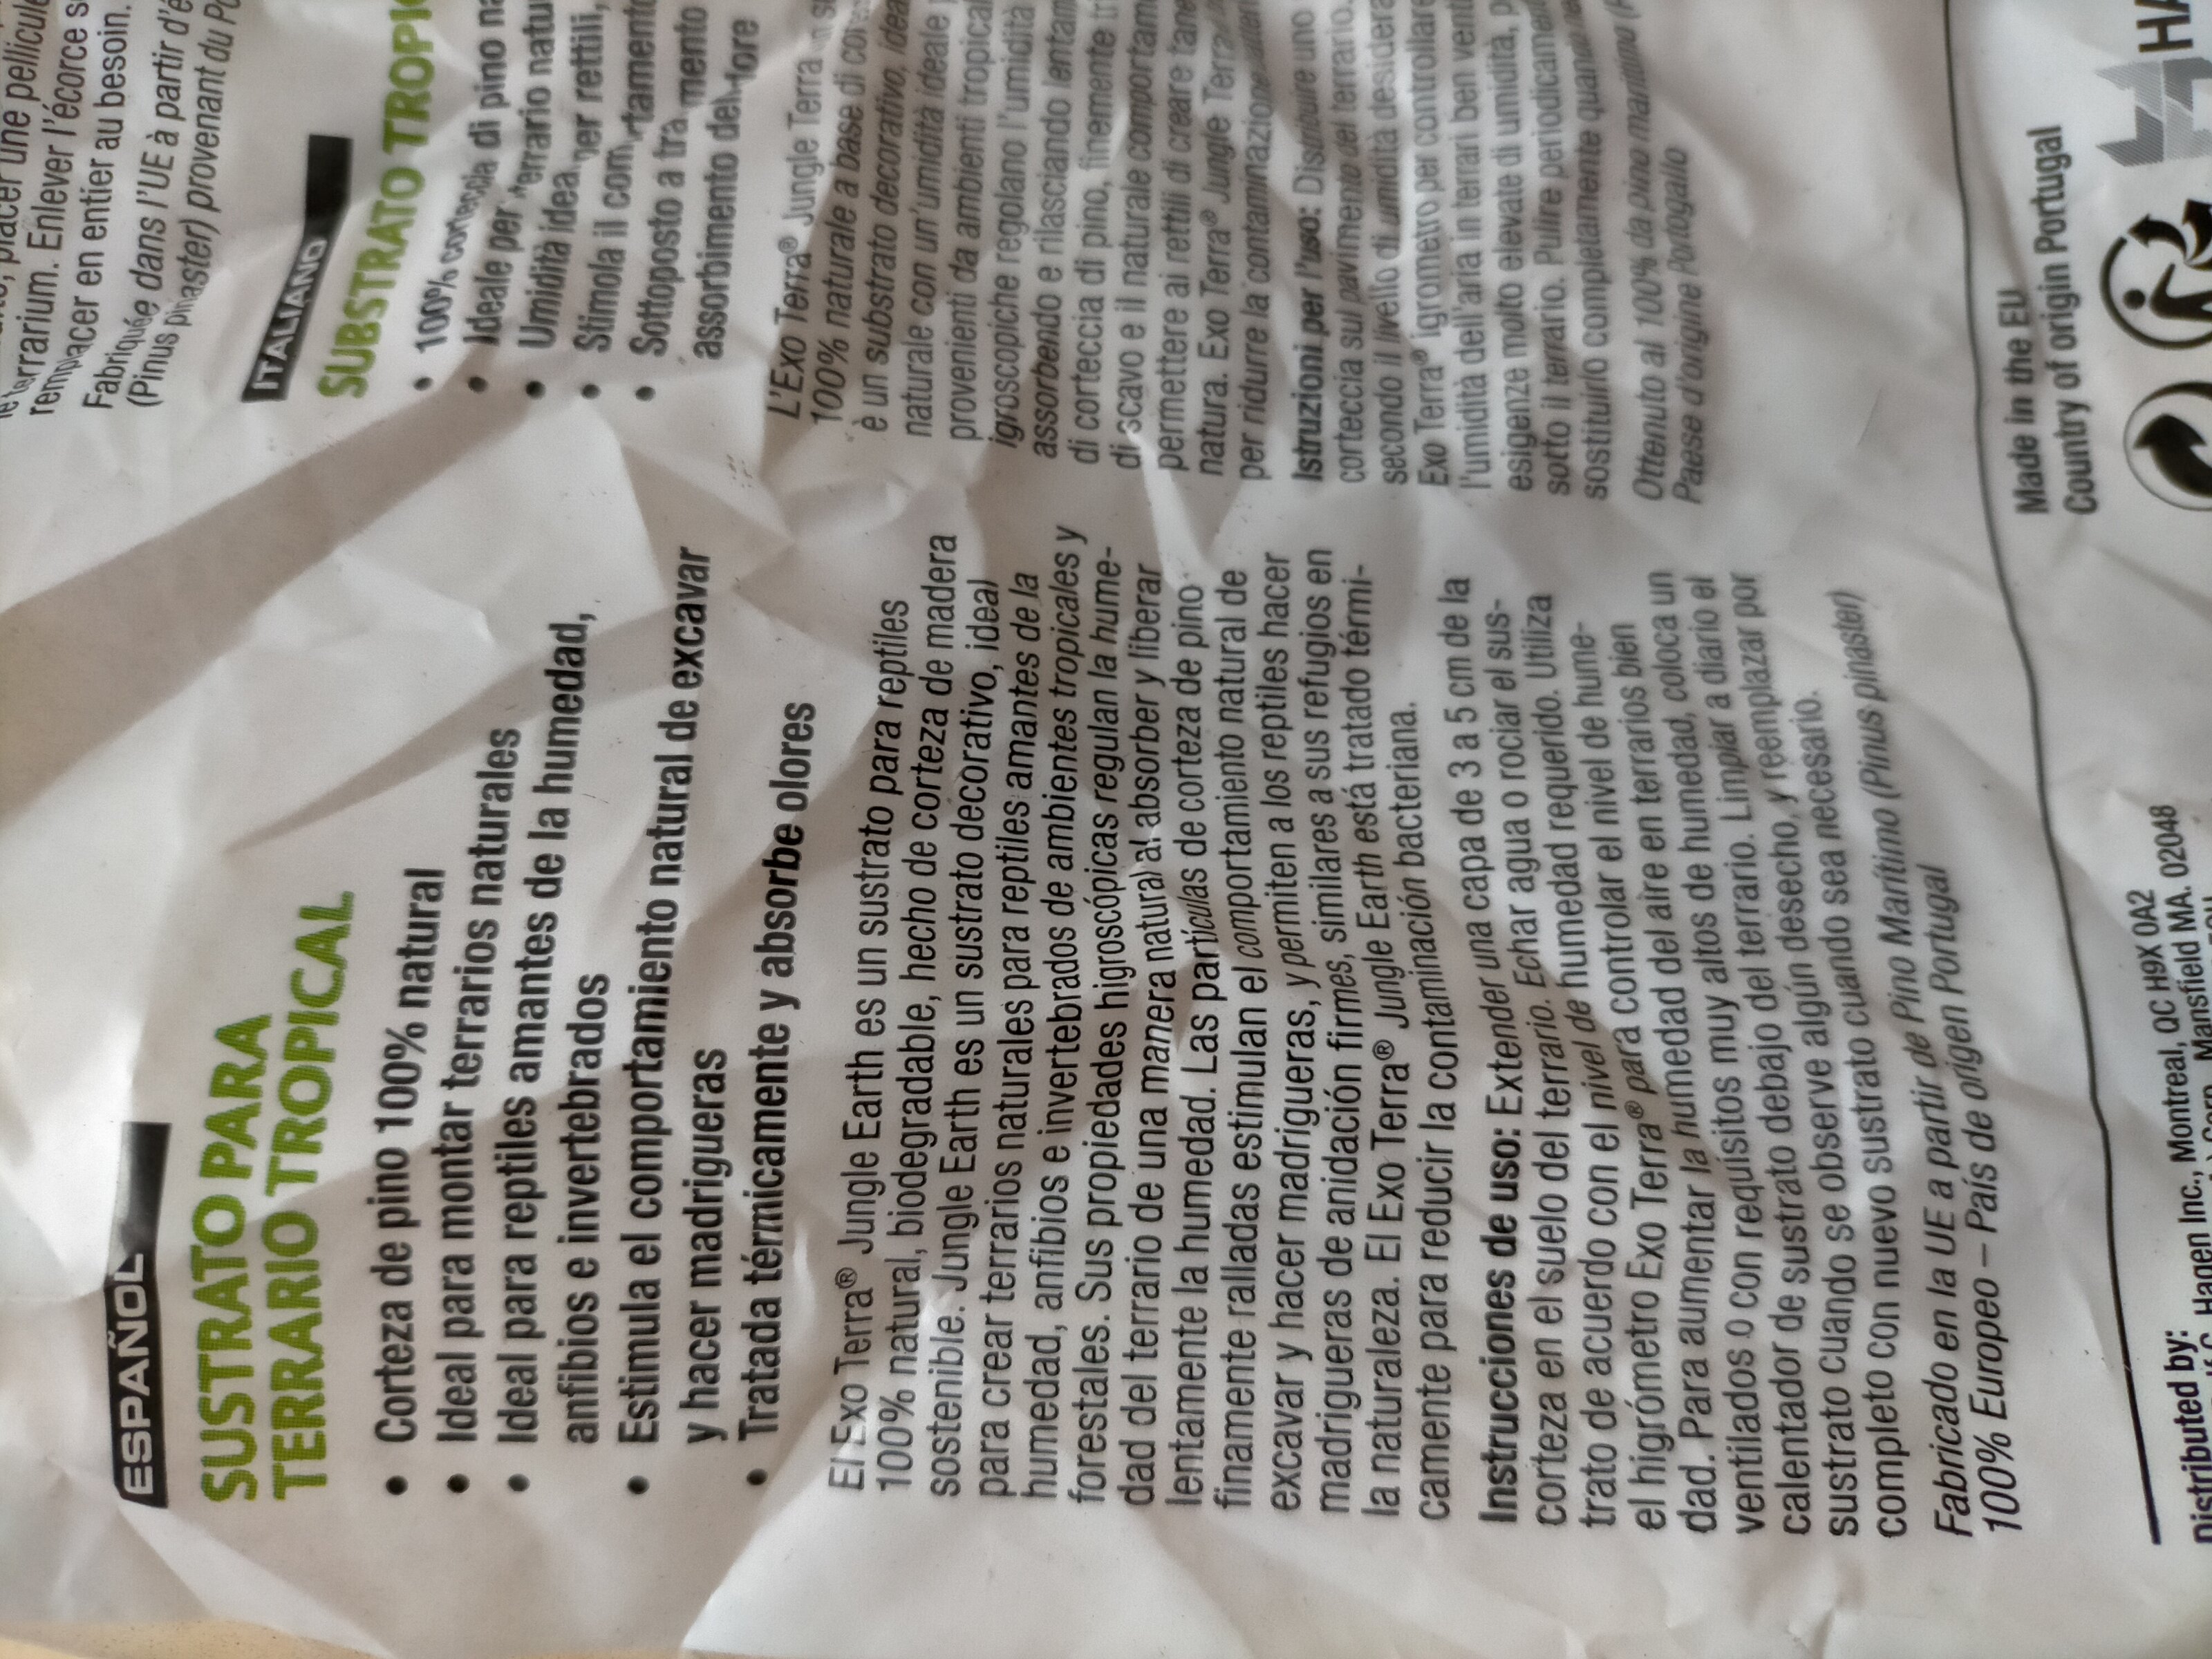 placer une pellicule
terrarium. Enlever l'écorce
remplacer en entier au besoin.
Fabriquée dans l'UE à partir
(Pinus pinaster) provenant du
ESPAÑOL
SUSTRATO PARA
TERRARIO TROPICAL
• Corteza de pino 100% natural
• Ideal para montar terrarios naturales
• Ideal para reptiles amantes de la humedad,
anfibios e invertebrados
• Estimula el comportamiento natural de excavar
y hacer madrigueras
• Tratada térmicamente y absorbe olores
El Exo Terra® Jungle Earth es un sustrato para reptiles
100% natural, biodegradable, hecho de corteza de madera
sostenible. Jungle Earth es un sustrato decorativo, ideal
para crear terrarios naturales para reptiles amantes de la
humedad, anfibios e invertebrados de ambientes tropicales y
forestales. Sus propiedades higroscópicas regulan la hume-
dad del terrario de una manera natural al absorber y liberar
lentamente la humedad. Las partículas de corteza de pino
finamente ralladas estimulan el comportamiento natural de
excavar y hacer madrigueras, y permiten a los reptiles hacer
madrigueras de anidación firmes, similares a sus refugios en
la naturaleza. El Exo Terra® Jungle Earth está tratado térmi-
camente para reducir la contaminación bacteriana.
Instrucciones de uso: Extender una capa de 3 a 5 cm de la
corteza en el suelo del terrario. Echar agua o rociar el sus-
trato de acuerdo con el nivel de humedad requerido. Utiliza
el higrómetro Exo Terra® para controlar el nivel de hume-
dad. Para aumentar la humedad del aire en terrarios bien
ventilados o con requisitos muy altos de humedad, coloca un
calentador de sustrato debajo del terrario. Limpiar a diario el
sustrato cuando se observe algún desecho, y reemplazar por
completo con nuevo sustrato cuando sea necesario.
Fabricado en la UE a partir de Pino Marítimo (Pinus pinaster)
100% Europeo – País de origen Portugal
ITALIANO
SUBSTRATO
• 100% corteccia di pino
• Ideale per terrario
• Umidità ideale per rettili,
• Stimola il comportamento
• Sottoposto a
assorbimento
L'Exo Terra® Jungle Terra
100% naturale a base di
è un substrato decorativo,
naturale con un'umidità ideale
provenienti da ambienti
igroscopiche regolano l'umidità
assorbendo e rilasciando
di corteccia di pino, finemente
di scavo e il naturale
permettere ai rettili di creare
natura. Exo Terra® Jungle Terra
per ridurre la contaminazione
Istruzioni per l'uso: Distribuire uno
corteccia sul pavimento del terrario.
secondo il livello di umidità
Exo Terra® igrometro per controllare
l'umidità dell'aria in terrari ben
esigenze molto elevate di umidità,
sotto il terrario. Pulire
sostituirlo completamente
Ottenuto al 100% da pino marittimo
Paese d'origine Portogallo
Made in the EU
Country of origin Portugal
Distributed by:
Hagen Inc., Montreal, QC H9X 0A2
Mansfield MA. 02048